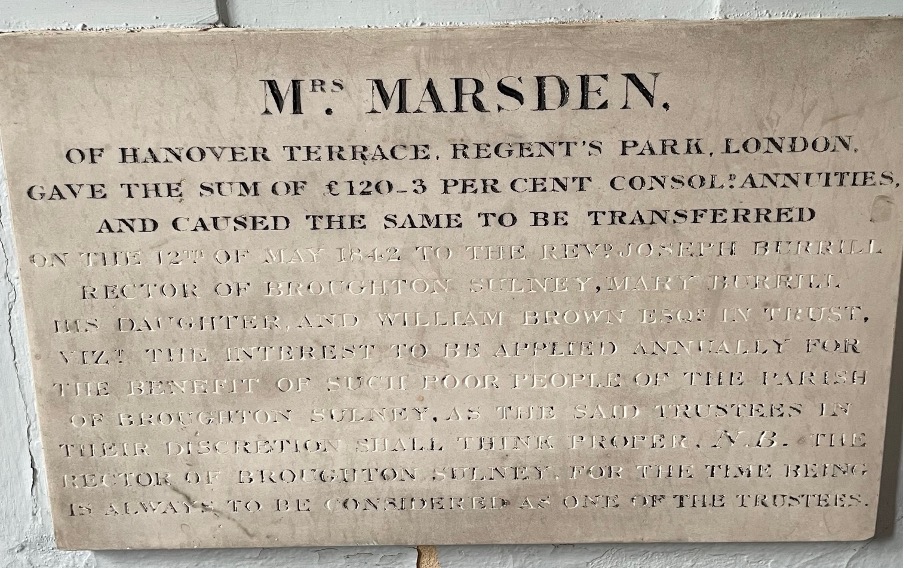 MRS. MARSDEN,
OF HANOVER TERRACE, REGENT'S PARK, LONDON,
GAVE THE SUM OF £120_3 PER CENT CONSOLD. ANNUITIES,
AND CAUSED THE SAME TO BE TRANSFERRED
ON THE 12TH OF MAY 1842 TO THE REVD. JOSEPH BURRILL
RECTOR OF BROUGHTON SULNEY, MARY BURRILL
HIS DAUGHTER, AND WILLIAM BROWN ESQR. IN TRUST,
VIZT. THE INTEREST TO BE APPLIED ANNUALLY FOR
THE BENEFIT OF SUCH POOR PEOPLE OF THE PARISH
OF BROUGHTON SULNEY, AS THE SAID TRUSTEES IN
THEIR DISCRETION SHALL THINK PROPER. N.B. THE
RECTOR OF BROUGHTON SULNEY, FOR THE TIME BEING
IS ALWAYS TO BE CONSIDERED AS ONE OF THE TRUSTEES.